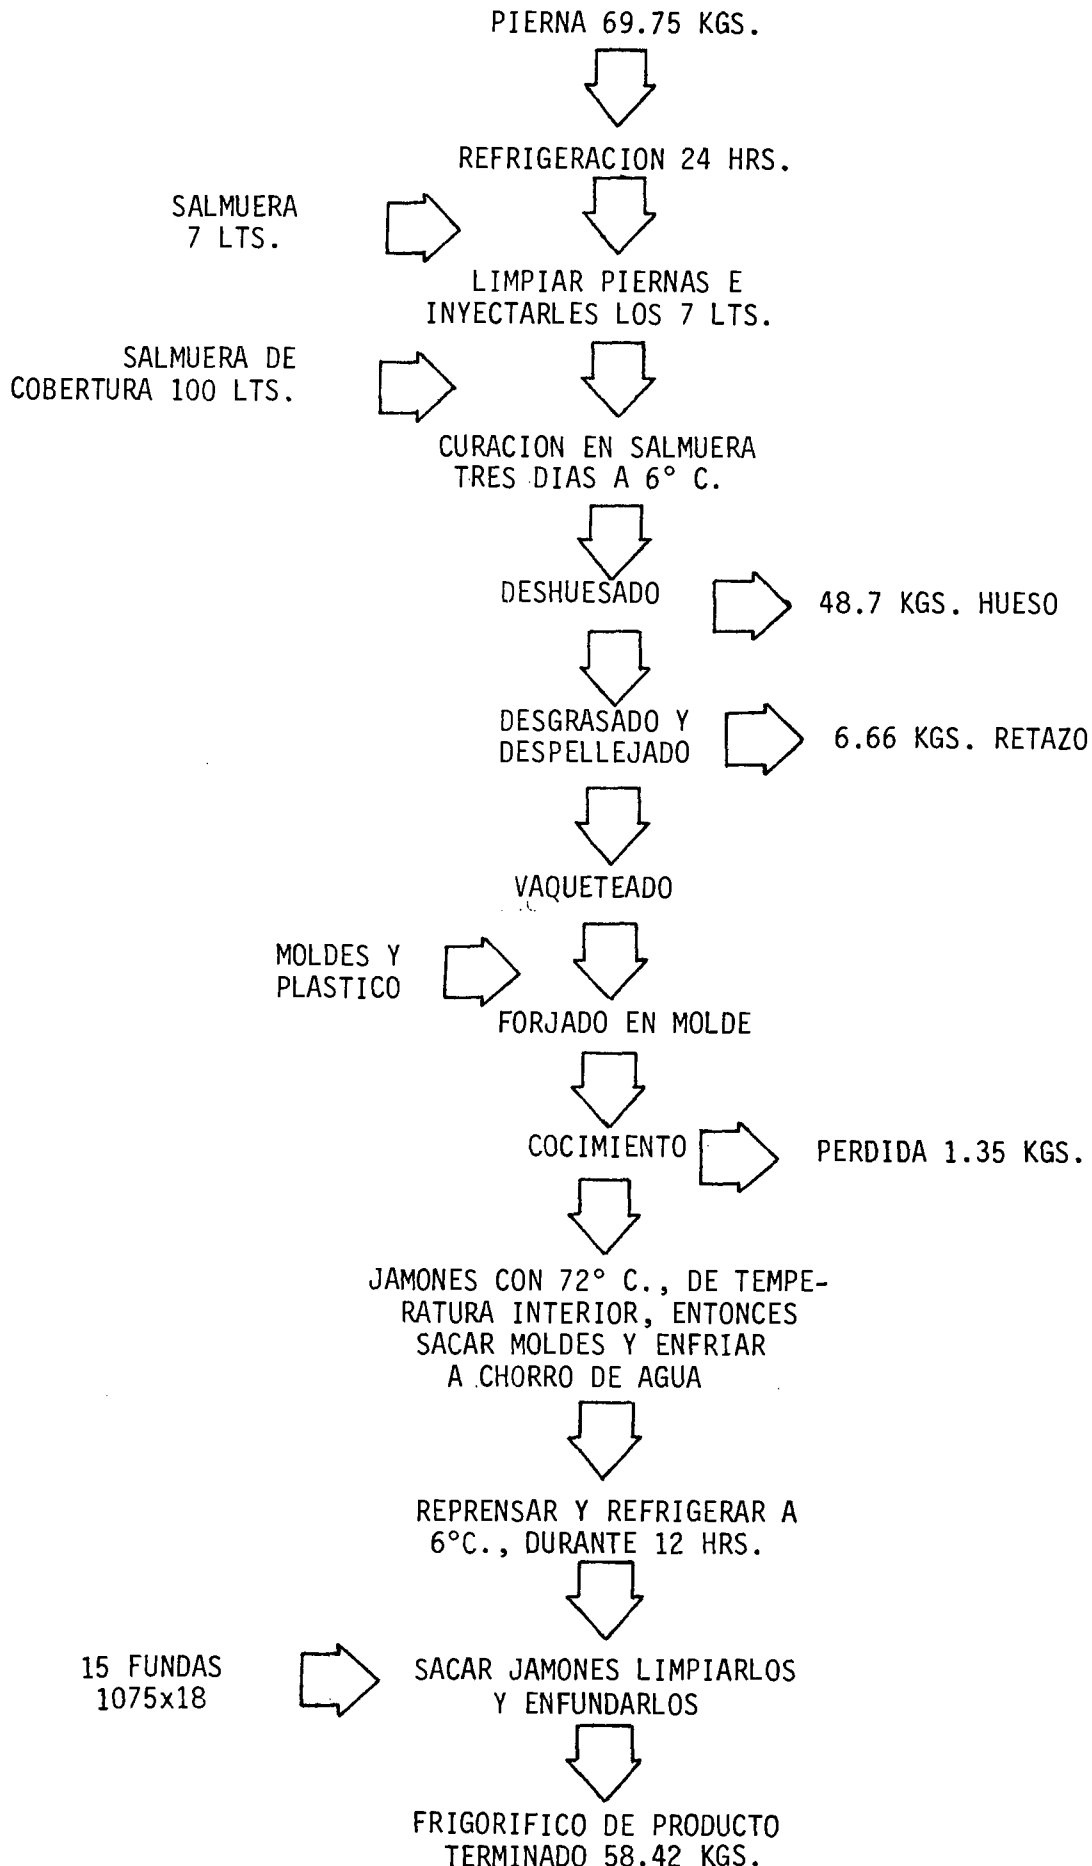 PIERNA 69.75 KGS.
REFRIGERACION 24 HRS.
SALMUERA
7 LTS.
LIMPIAR PIERNAS E
INYECTARLES LOS 7 LTS.
SALMUERA DE
COBERTURA 100 LTS.
CURACION EN SALMUERA
TRES DIAS A 6° C.
DESHUESADO
48.7 KGS. HUESO
DESGRASADO Y
DESPELLEJADO
6.66 KGS. RETAZO
VAQUETEADO
MOLDES Y
PLASTICO
FORJADO EN MOLDE
COCIMIENTO
PERDIDA 1.35 KGS.
JAMONES CON 72° C., DE TEMPE-
RATURA INTERIOR, ENTONCES
SACAR MOLDES Y ENFRIAR
A CHORRO DE AGUA
REPRENSAR Y REFRIGERAR A
6°C., DURANTE 12 HRS.
15 FUNDAS
1075x18
SACAR JAMONES LIMPIARLOS
Y ENFUNDARLOS
FRIGORIFICO DE PRODUCTO
TERMINADO 58.42 KGS.